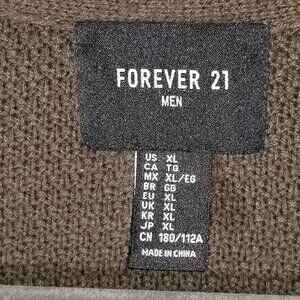 FOREVER 21
MEN
US XL
CA TG
MX XL/EG
BR GG
EU XL
UK XL
KR XL
JP XL
CN 180/112A
MADE IN CHINA